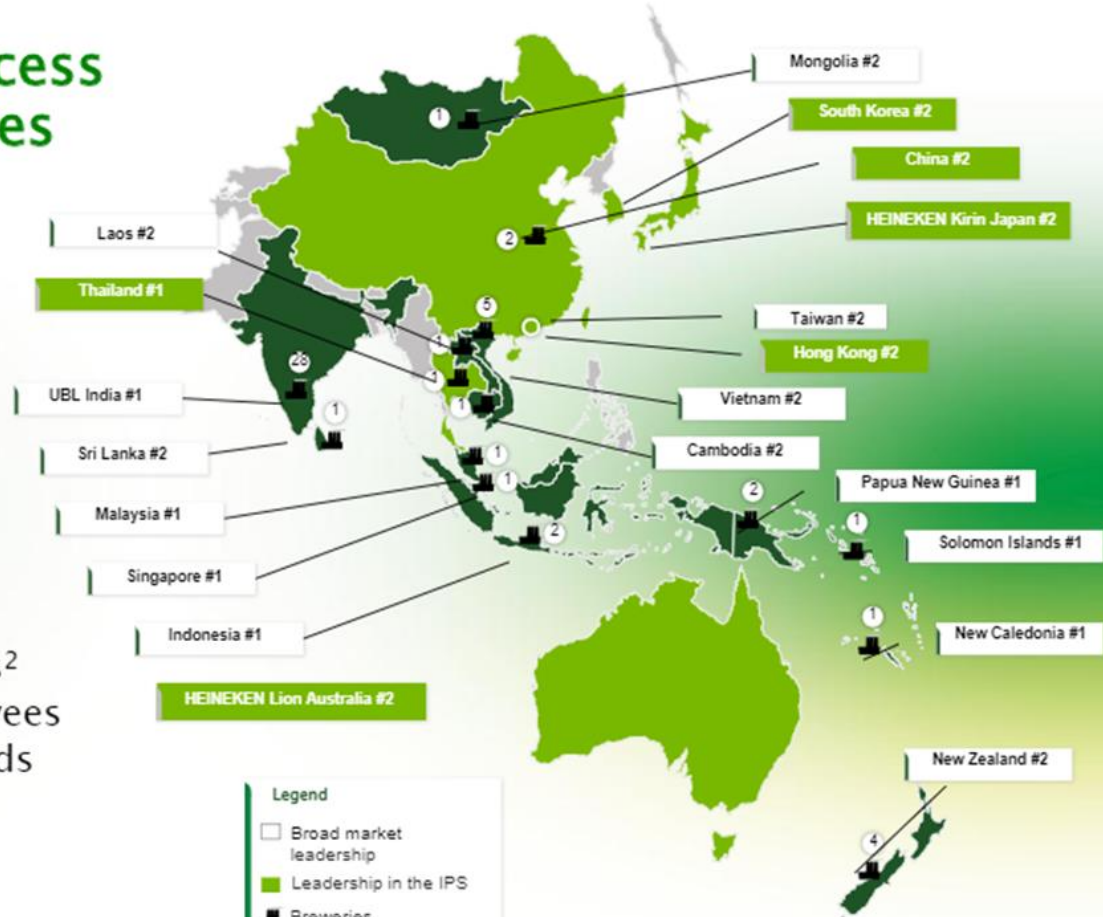 cess
es
Mongolia #2
South Korea #2
China #2
HEINEKEN Kirin Japan #2
Laos #2
Thailand #1
Taiwan #2
Hong Kong #2
UBL India #1
Vietnam #2
Sri Lanka #2
Cambodia #2
Malaysia #1
Papua New Guinea #1
Singapore #1
Solomon Islands #1
Indonesia #1
New Caledonia #1
HEINEKEN Lion Australia #2
New Zealand #2
1
2
5
1
28
1
1
1
1
1
2
2
1
1
4
2
ees
ds
Legend
Broad market
leadership
Leadership in the IPS
Breweries